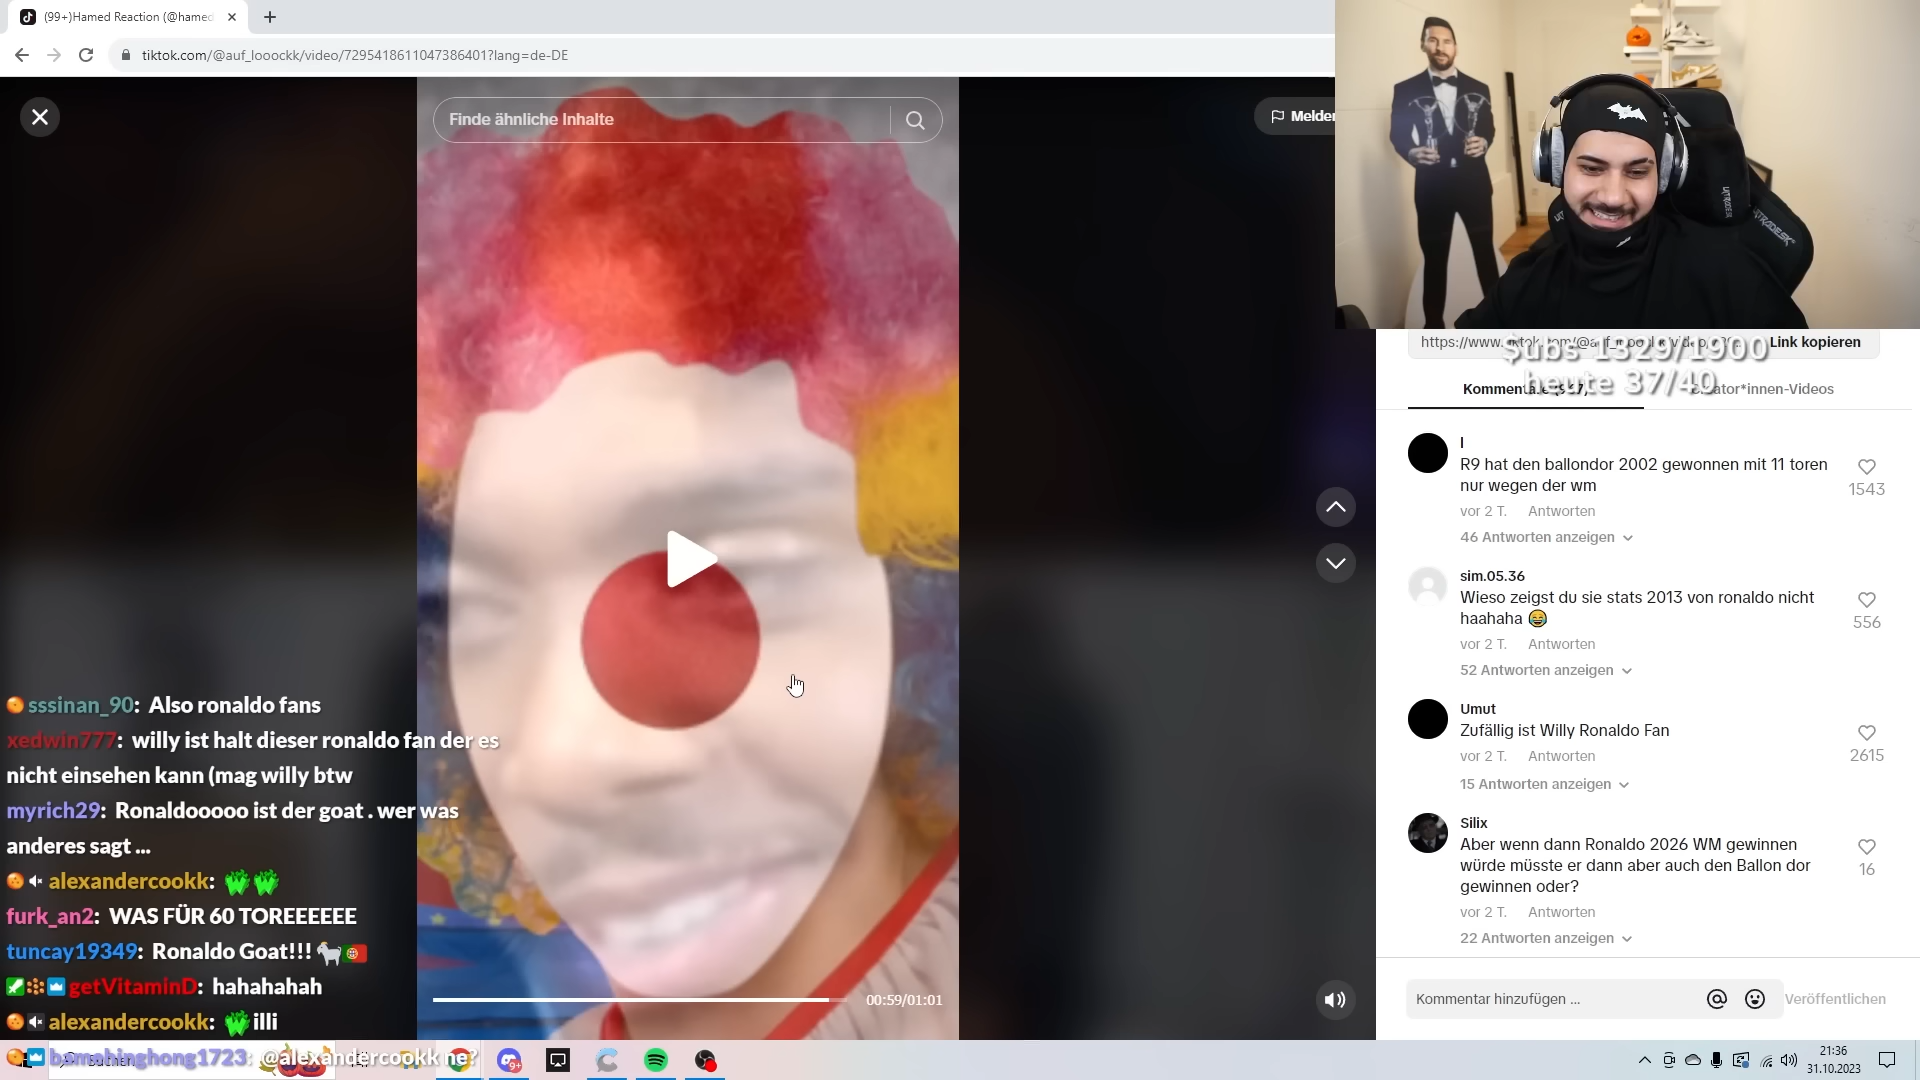 (99+)Hamed Reaction (@hamed
tiktok.com/@auf_looockk/video/7295418611047386401?lang=de-DE
Finde ähnliche Inhalte
Melden
Link kopieren
$ubs 1329/1900
heute 37/40
I
R9 hat den ballondor 2002 gewonnen mit 11 toren
nur wegen der wm
1543
vor 2 T. Antworten
46 Antworten anzeigen
sim.05.36
Wieso zeigst du sie stats 2013 von ronaldo nicht
haahaha 😂
556
vor 2 T. Antworten
52 Antworten anzeigen
Umut
Zufällig ist Willy Ronaldo Fan
2615
vor 2 T. Antworten
15 Antworten anzeigen
Silix
Aber wenn dann Ronaldo 2026 WM gewinnen
würde müsste er dann aber auch den Ballon dor
gewinnen oder?
16
vor 2 T. Antworten
22 Antworten anzeigen
Kommentar hinzufügen ...
Veröffentlichen
sssinan_90: Also ronaldo fans
xedwin777: willy ist halt dieser ronaldo fan der es
nicht einsehen kann (mag willy btw
myrich29: Ronaldooooo ist der goat . wer was
anderes sagt ...
alexandercookk:
furk_an2: WAS FÜR 60 TOREEEEEE
tuncay19349: Ronaldo Goat!!! 🐐🇵🇹
getVitaminD: hahahahah
alexandercookk: illi
@alexandercookk ne?
00:59/01:01
9+
21:36
31.10.2023